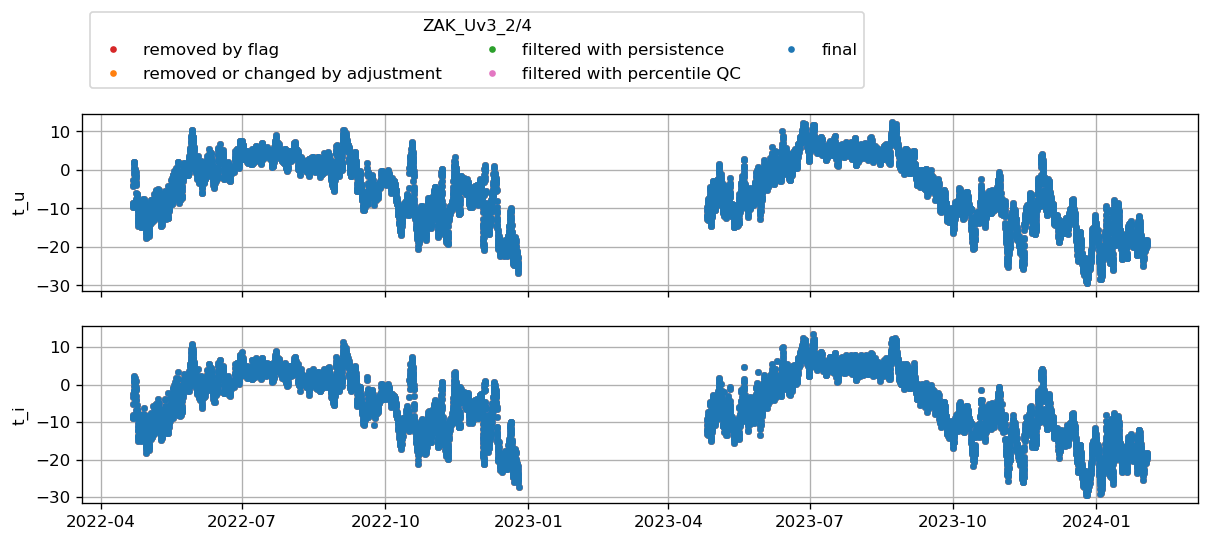 ZAK_Uv3_2/4
removed by flag
removed or changed by adjustment
filtered with persistence
filtered with percentile QC
final
t_u
10
0
−10
−20
−30
t_i
10
0
−10
−20
−30
2022-04 2022-07 2022-10 2023-01 2023-04 2023-07 2023-10 2024-01